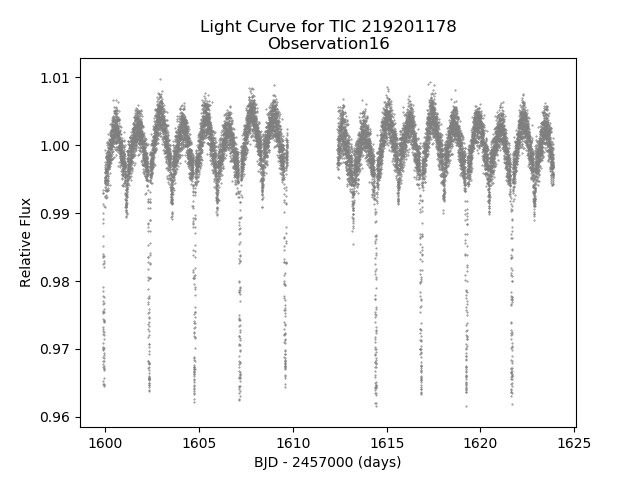 Light Curve for TIC 219201178
Observation16
1.01
1.00
0.99
0.98
0.97
0.96
Relative Flux
1600 1605 1610 1615 1620 1625
BJD - 2457000 (days)